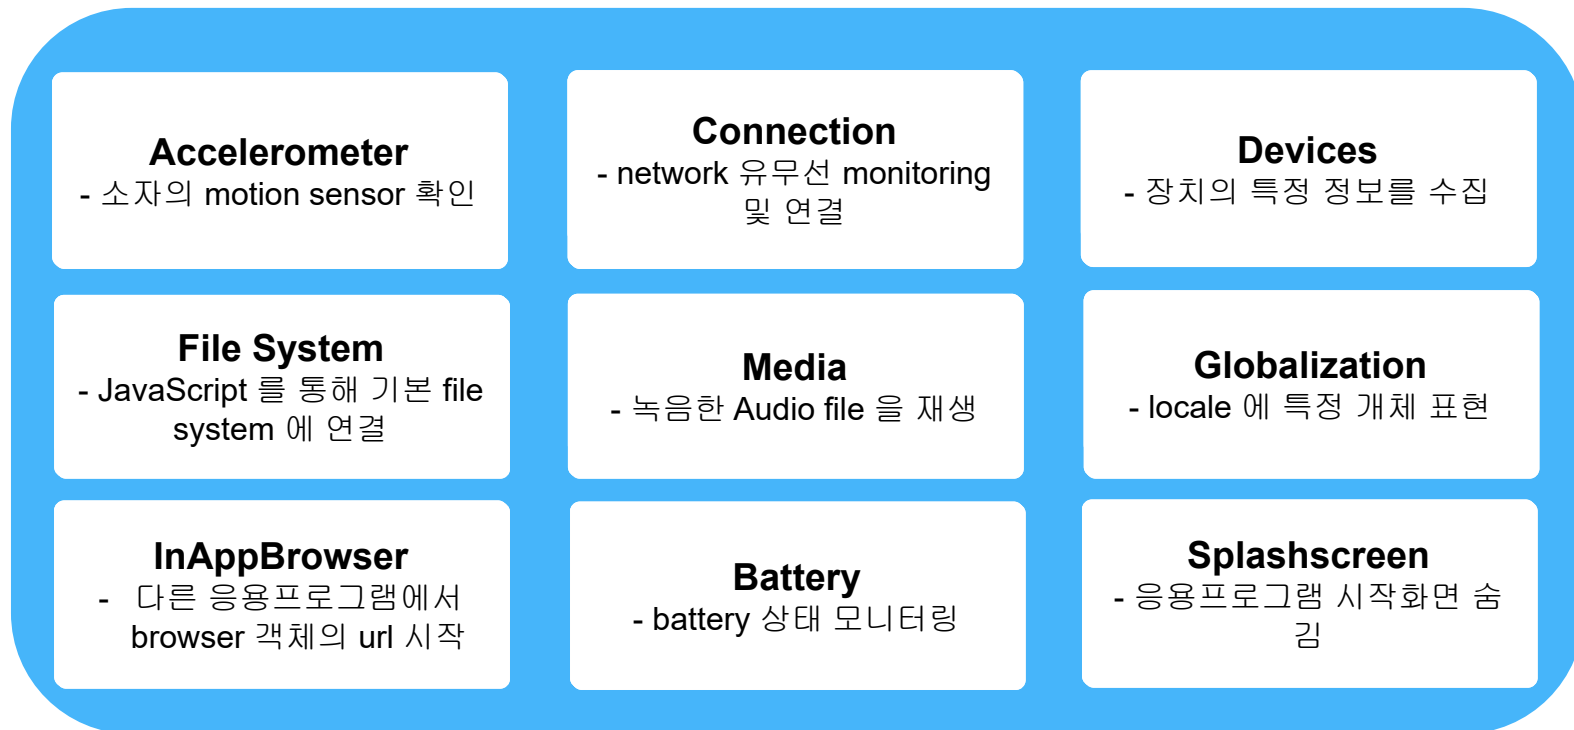 Accelerometer
- 소자의 motion sensor 확인
Connection
- network 유무선 monitoring
및 연결
Devices
- 장치의 특정 정보를 수집
File System
- JavaScript 를 통해 기본 file
system 에 연결
Media
- 녹음한 Audio file 을 재생
Globalization
- locale 에 특정 개체 표현
InAppBrowser
- 다른 응용프로그램에서
browser 객체의 url 시작
Battery
- battery 상태 모니터링
Splashscreen
- 응용프로그램 시작화면 숨
김